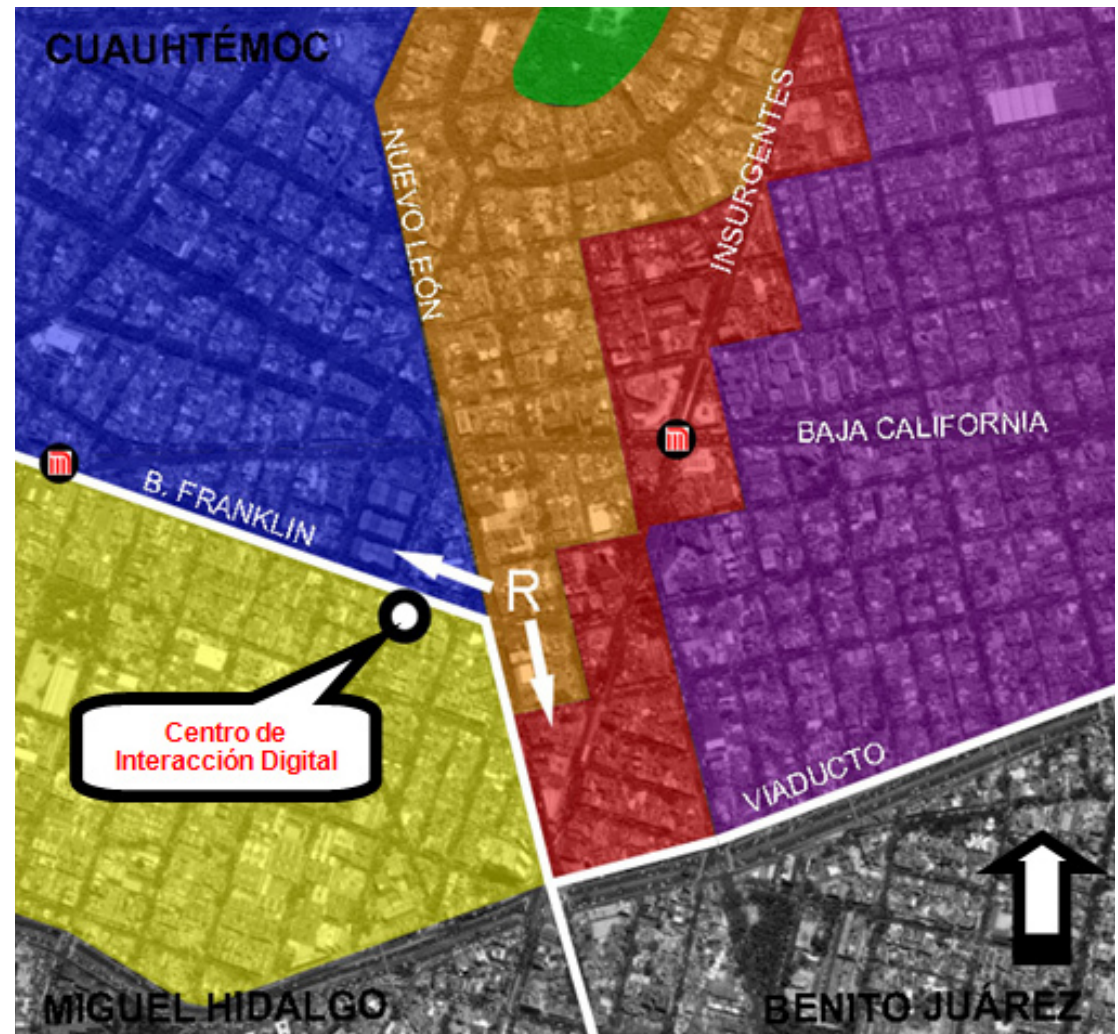 CUAUHTÉMOC
NUEVO LEÓN
INSURGENTES
BAJA CALIFORNIA
B. FRANKLIN
R
Centro de
Interacción Digital
VIADUCTO
MIGUEL HIDALGO
BENITO JUÁREZ